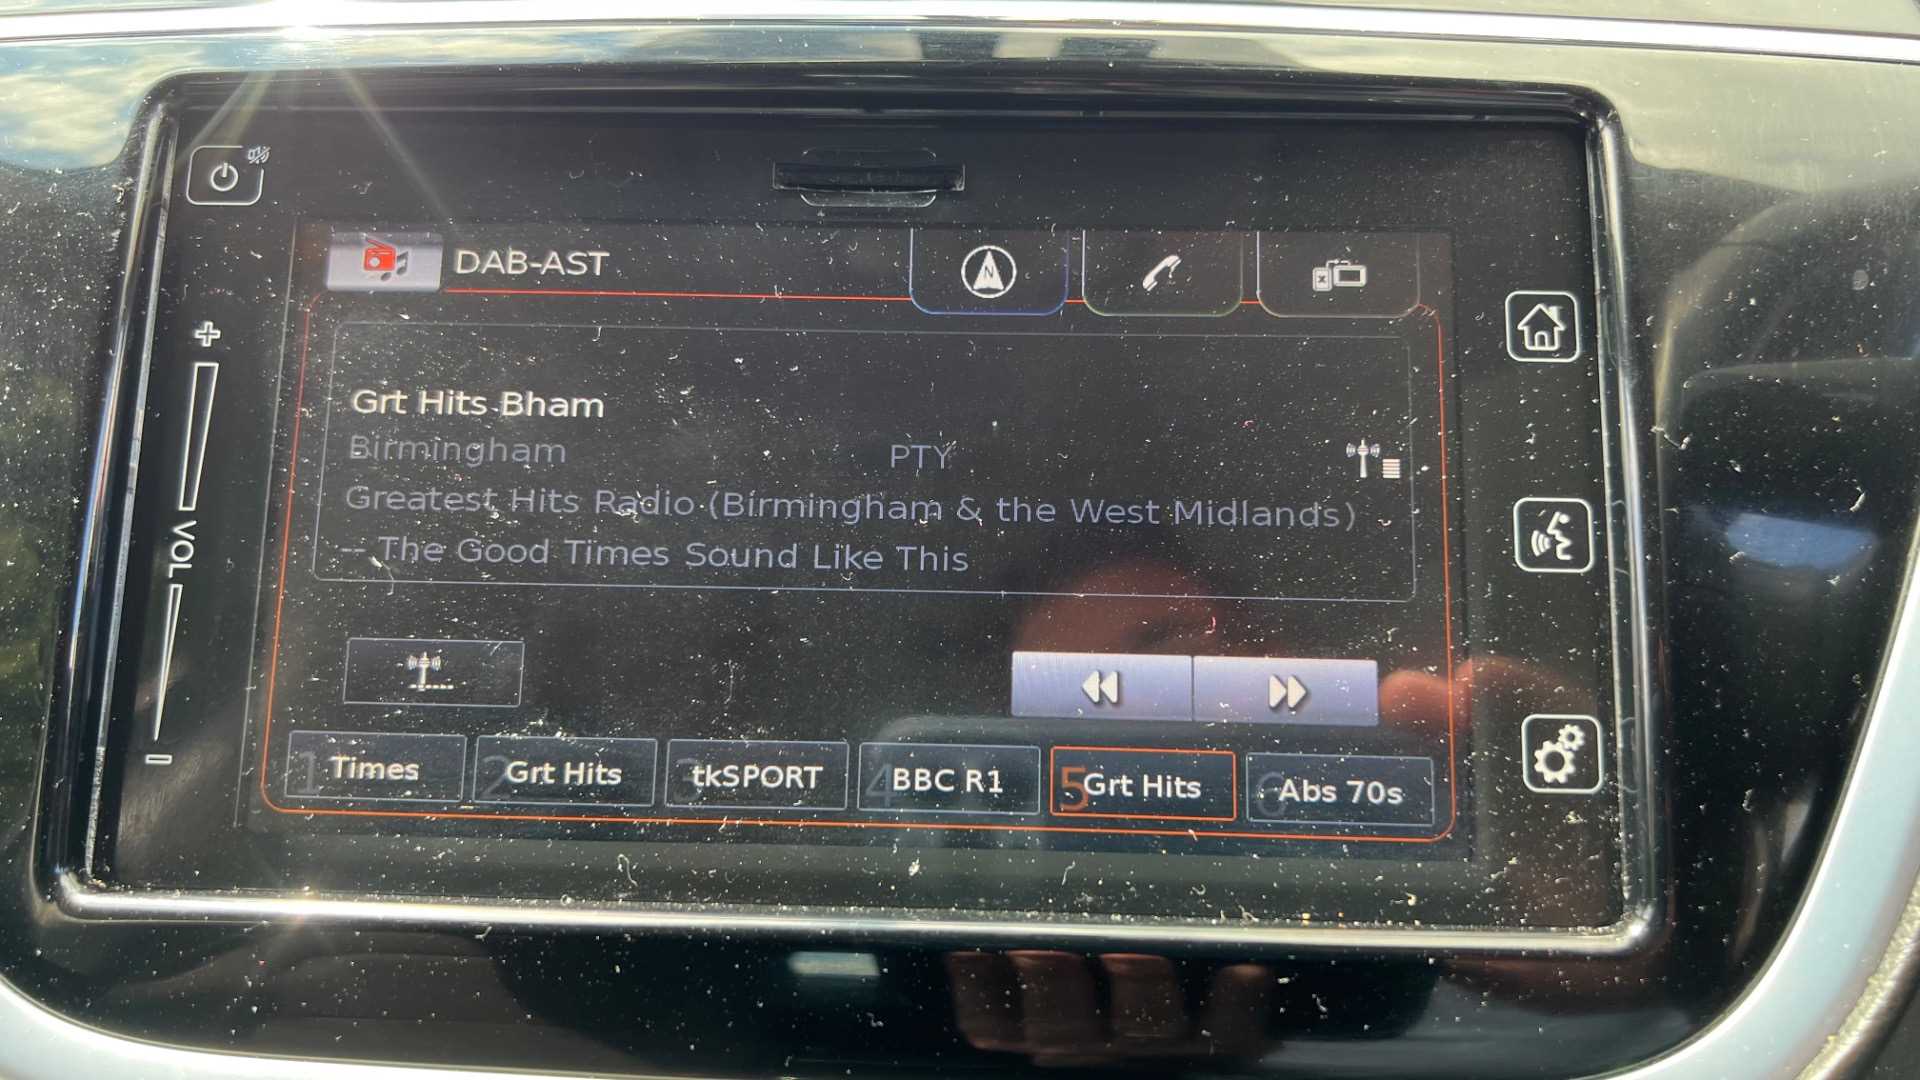 DAB-AST
N
+
VOL
Grt Hits Bham
Birmingham PTY
Greatest Hits Radio (Birmingham & the West Midlands)
-- The Good Times Sound Like This
1 Times
2 Grt Hits
3 tkSPORT
4 BBC R1
5 Grt Hits
6 Abs 70s